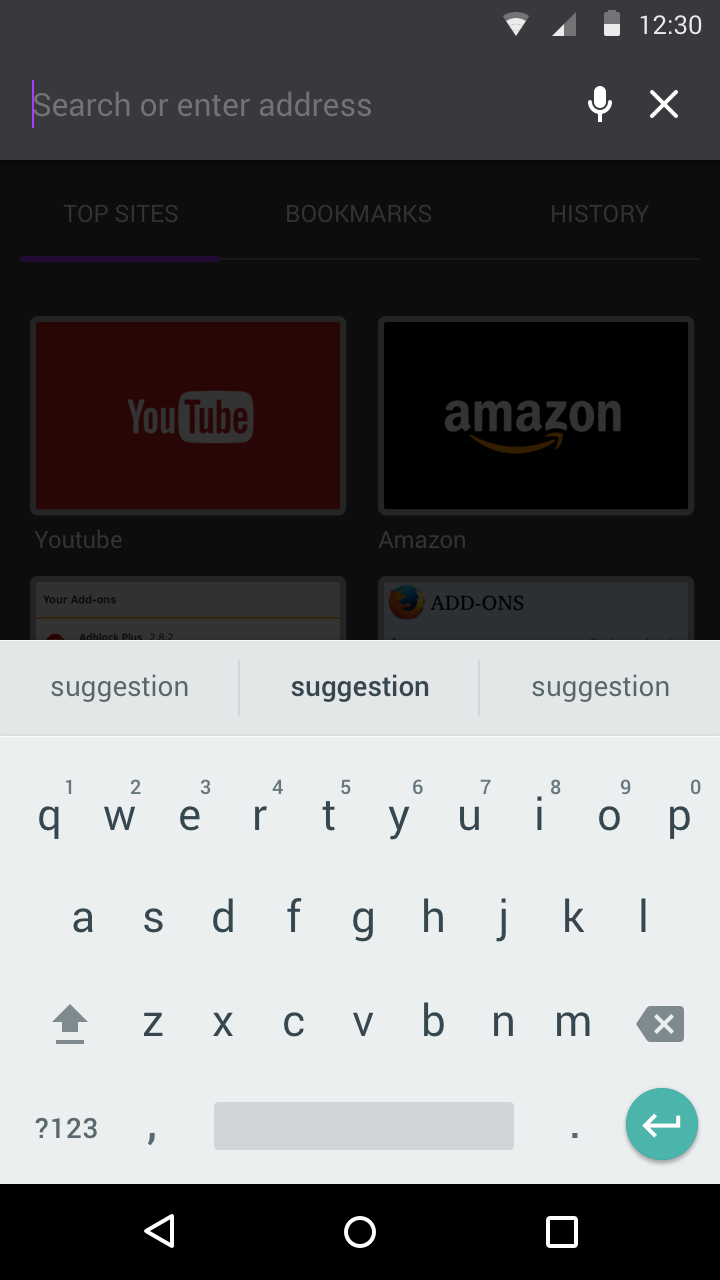 12:30
Search or enter address
TOP SITES BOOKMARKS HISTORY
YouTube amazon
Youtube Amazon
Your Add-ons ADD-ONS
Adblock Plus 2.8.2
suggestion suggestion suggestion
1 2 3 4 5 6 7 8 9 0
q w e r t y u i o p
a s d f g h j k l
z x c v b n m
?123 , .